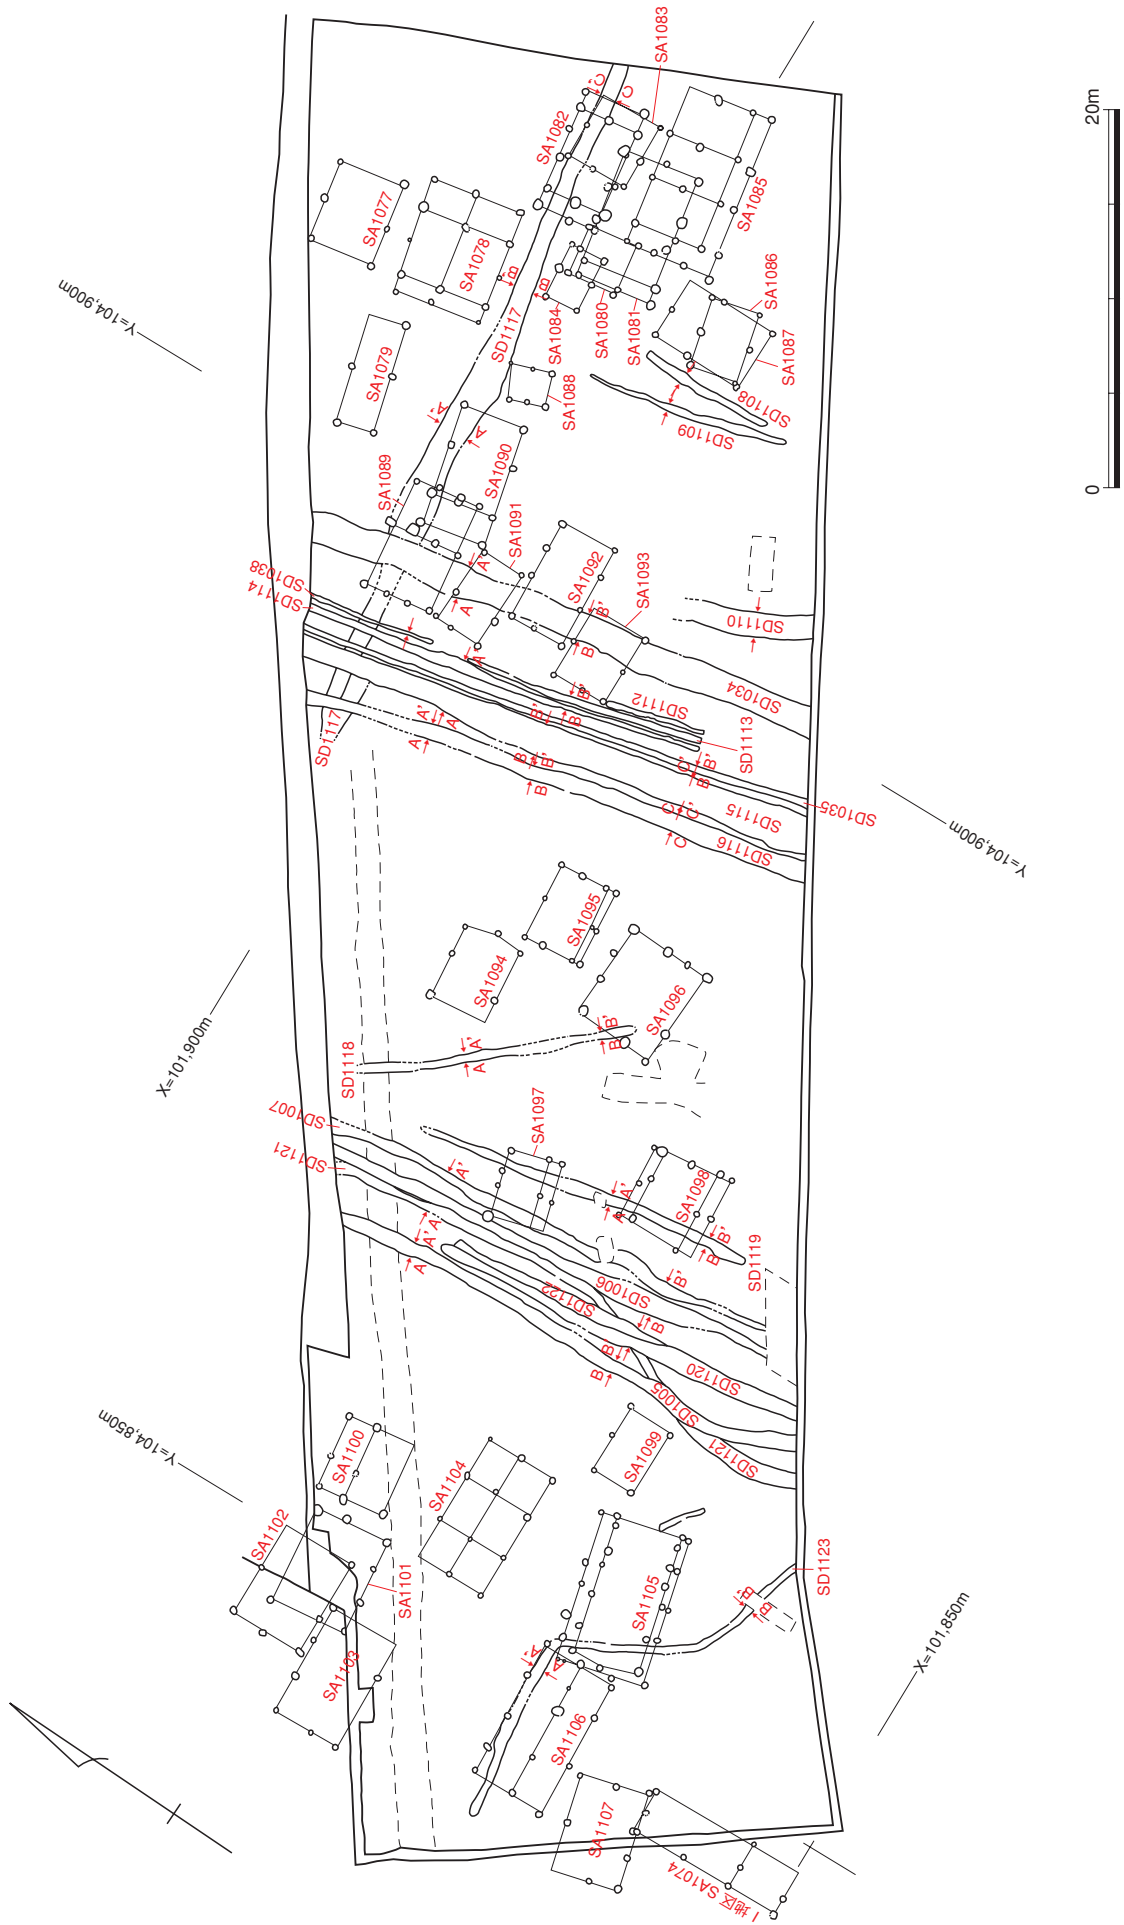 SA1083
20m
C'
C
SA1082
SA1077
SA1085
SA1078
SA1086
B'
B
Y=104,900m
SD1117
SA1084
SA1080
SA1081
SA1087
SA1079
SA1088
SD1108
SD1109
A'
A
SA1089
SA1090
0
SA1091
A'
A
SD1038
SD1114
SA1092
SA1093
B'
B
SD1110
A
B'
B
SD1034
SD1112
SD1117
A'
A
A
B'
B
B'
B
B
SD1113
C'
B'
B
C
C'
C
SD1115
SD1035
SD1116
Y=104,900m
SA1095
SA1094
SA1096
X=101,900m
SD1118
A'
A
B'
B
SD1007
SD1121
SA1097
A'
A'
A
SA1098
B'
B
SD1119
A
A'
A
B'
SD1006
SD1122
B
B'
B
SD1120
SD1005
SD1121
Y=104,850m
SA1100
SA1099
SA1104
SA1102
SA1101
SD1123
SA1105
B'
B
X=101,850m
A'
A
SA1103
SA1106
SA1107
I地区 SA1074